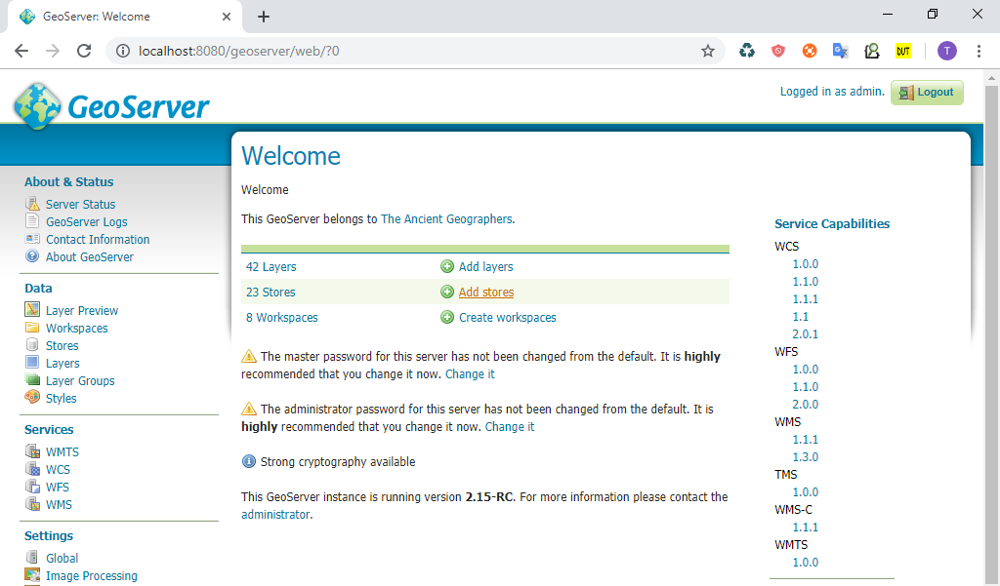 GeoServer: Welcome
localhost:8080/geoserver/web/?0
DUT
T
GeoServer
Logged in as admin.
Logout
About & Status
Server Status
GeoServer Logs
Contact Information
About GeoServer
Data
Layer Preview
Workspaces
Stores
Layers
Layer Groups
Styles
Services
WMTS
WCS
WFS
WMS
Settings
Global
Image Processing
Welcome
Welcome
This GeoServer belongs to The Ancient Geographers.
42 Layers Add layers
23 Stores Add stores
8 Workspaces Create workspaces
The master password for this server has not been changed from the default. It is highly
recommended that you change it now. Change it
The administrator password for this server has not been changed from the default. It is
highly recommended that you change it now. Change it
Strong cryptography available
This GeoServer instance is running version 2.15-RC. For more information please contact the
administrator.
Service Capabilities
WCS
1.0.0
1.1.0
1.1.1
1.1
2.0.1
WFS
1.0.0
1.1.0
2.0.0
WMS
1.1.1
1.3.0
TMS
1.0.0
WMS-C
1.1.1
WMTS
1.0.0